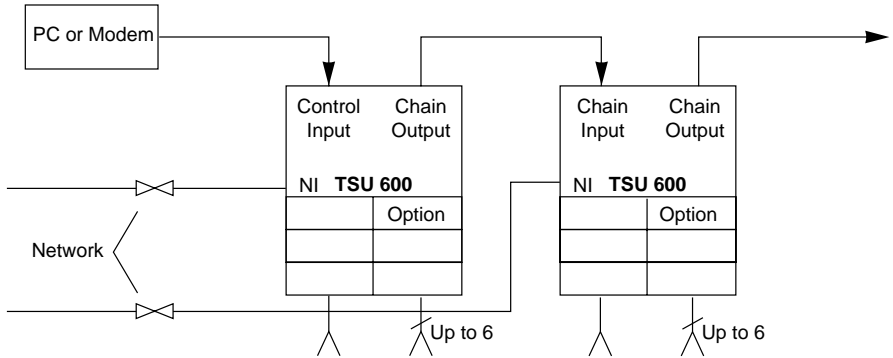 PC or Modem
Control Input
Chain Output
Chain Input
Chain Output
NI TSU 600
NI TSU 600
Option
Option
Network
Up to 6
Up to 6